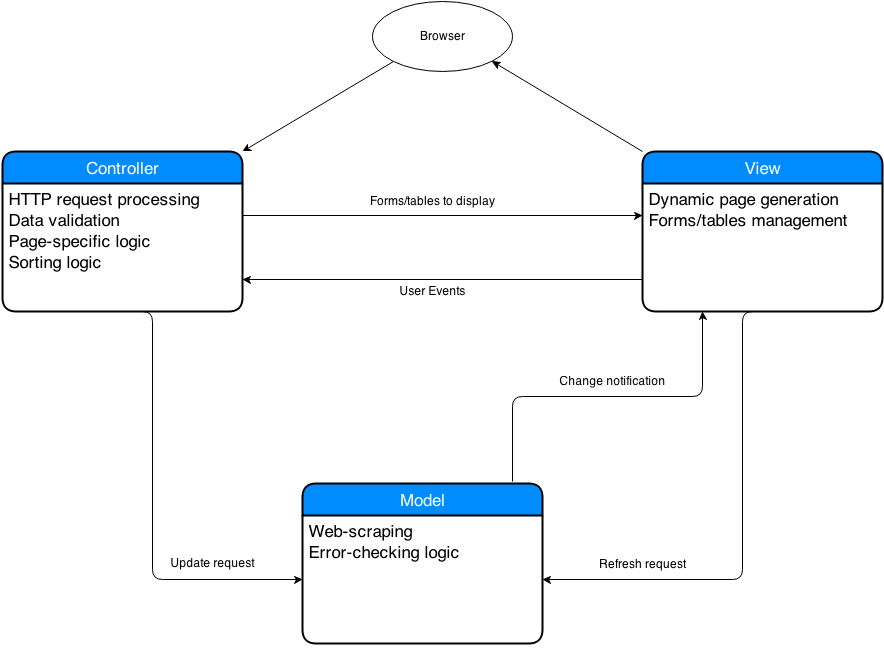 Browser
Controller
HTTP request processing
Data validation
Page-specific logic
Sorting logic
Forms/tables to display
User Events
View
Dynamic page generation
Forms/tables management
Change notification
Model
Web-scraping
Error-checking logic
Update request
Refresh request